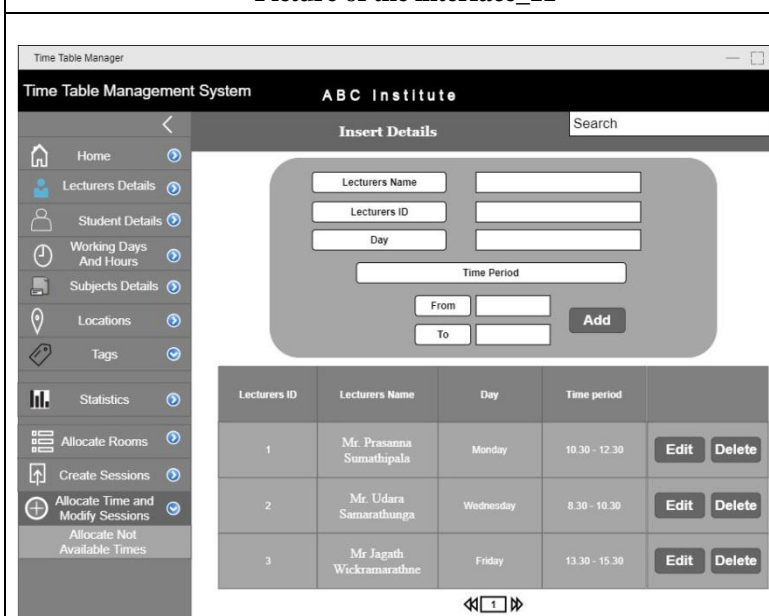 Time Table Manager
Time Table Management System
ABC Institute
Insert Details
Search
Home
Lecturers Details
Student Details
Working Days
And Hours
Subjects Details
Locations
Tags
Statistics
Allocate Rooms
Create Sessions
Allocate Time and
Modify Sessions
Allocate Not
Available Times
Lecturers Name
Lecturers ID
Day
Time Period
From
To
Add
Lecturers ID Lecturers Name Day Time period
1 Mr. Prasanna Sumathipala Monday 10.30 - 12.30 Edit Delete
2 Mr. Udara Samarathunga Wednesday 8.30 - 10.30 Edit Delete
3 Mr Jagath Wickramarathne Friday 13.30 - 15.30 Edit Delete
1